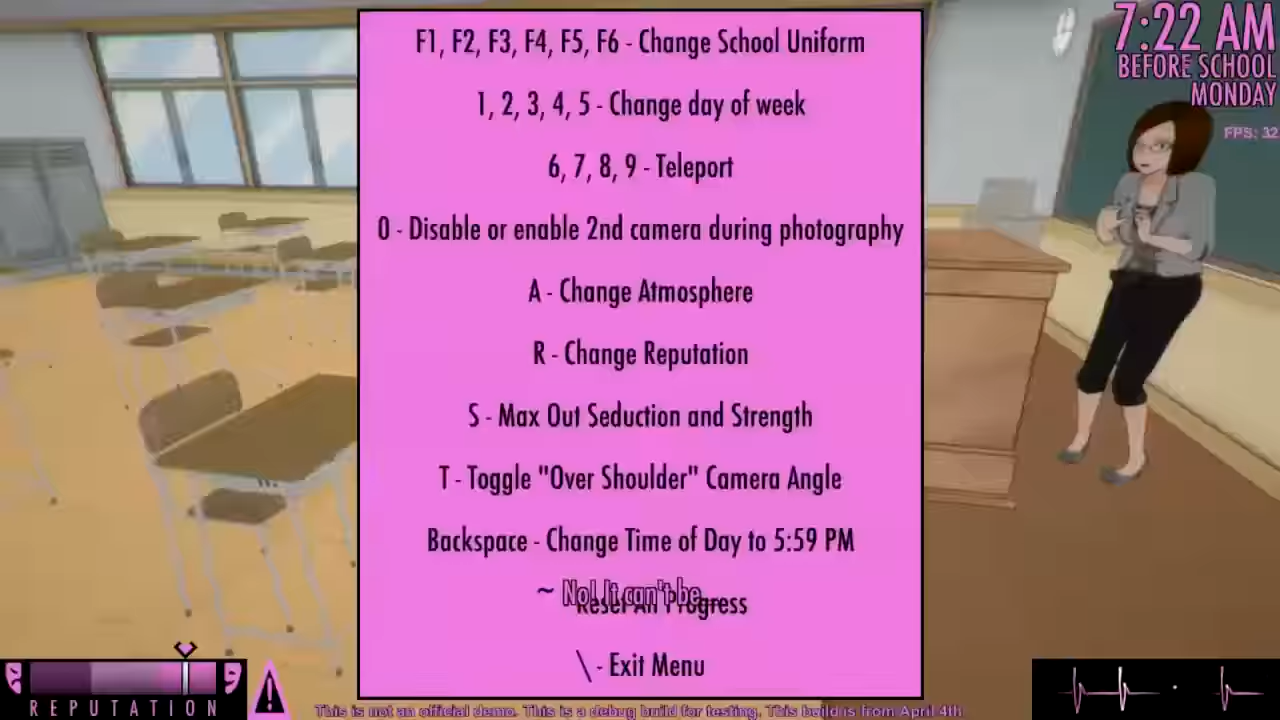 F1, F2, F3, F4, F5, F6 - Change School Uniform
1, 2, 3, 4, 5 - Change day of week
6, 7, 8, 9 - Teleport
0 - Disable or enable 2nd camera during photography
A - Change Atmosphere
R - Change Reputation
S - Max Out Seduction and Strength
T - Toggle "Over Shoulder" Camera Angle
Backspace - Change Time of Day to 5:59 PM
~ Reset All Progress
No! It can't be...
\ - Exit Menu
7:22 AM
BEFORE SCHOOL
MONDAY
FPS: 32
REPUTATION
This is not an official demo. This is a debug build for testing. This build is from April 4th.